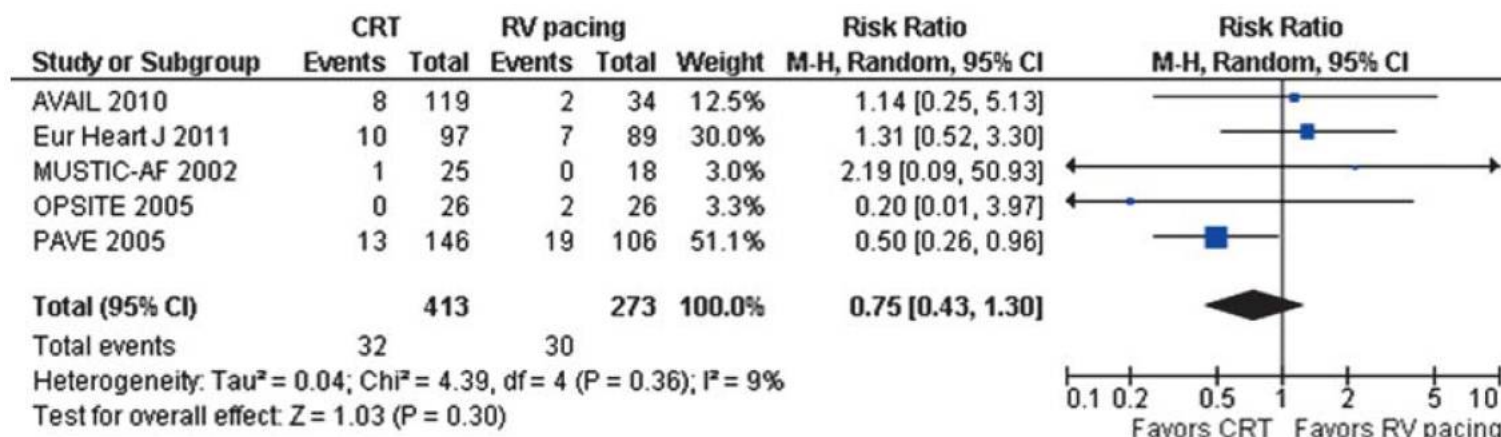 CRT RV pacing Risk Ratio Risk Ratio
Study or Subgroup Events Total Events Total Weight M-H, Random, 95% CI M-H, Random, 95% CI
AVAIL 2010 8 119 2 34 12.5% 1.14 [0.25, 5.13]
Eur Heart J 2011 10 97 7 89 30.0% 1.31 [0.52, 3.30]
MUSTIC-AF 2002 1 25 0 18 3.0% 2.19 [0.09, 50.93]
OPSITE 2005 0 26 2 26 3.3% 0.20 [0.01, 3.97]
PAVE 2005 13 146 19 106 51.1% 0.50 [0.26, 0.96]
Total (95% CI) 413 273 100.0% 0.75 [0.43, 1.30]
Total events 32 30
Heterogeneity: Tau² = 0.04; Chi² = 4.39, df = 4 (P = 0.36); I² = 9%
Test for overall effect: Z = 1.03 (P = 0.30)
0.1 0.2 0.5 1 2 5 10
Favors CRT Favors RV pacing